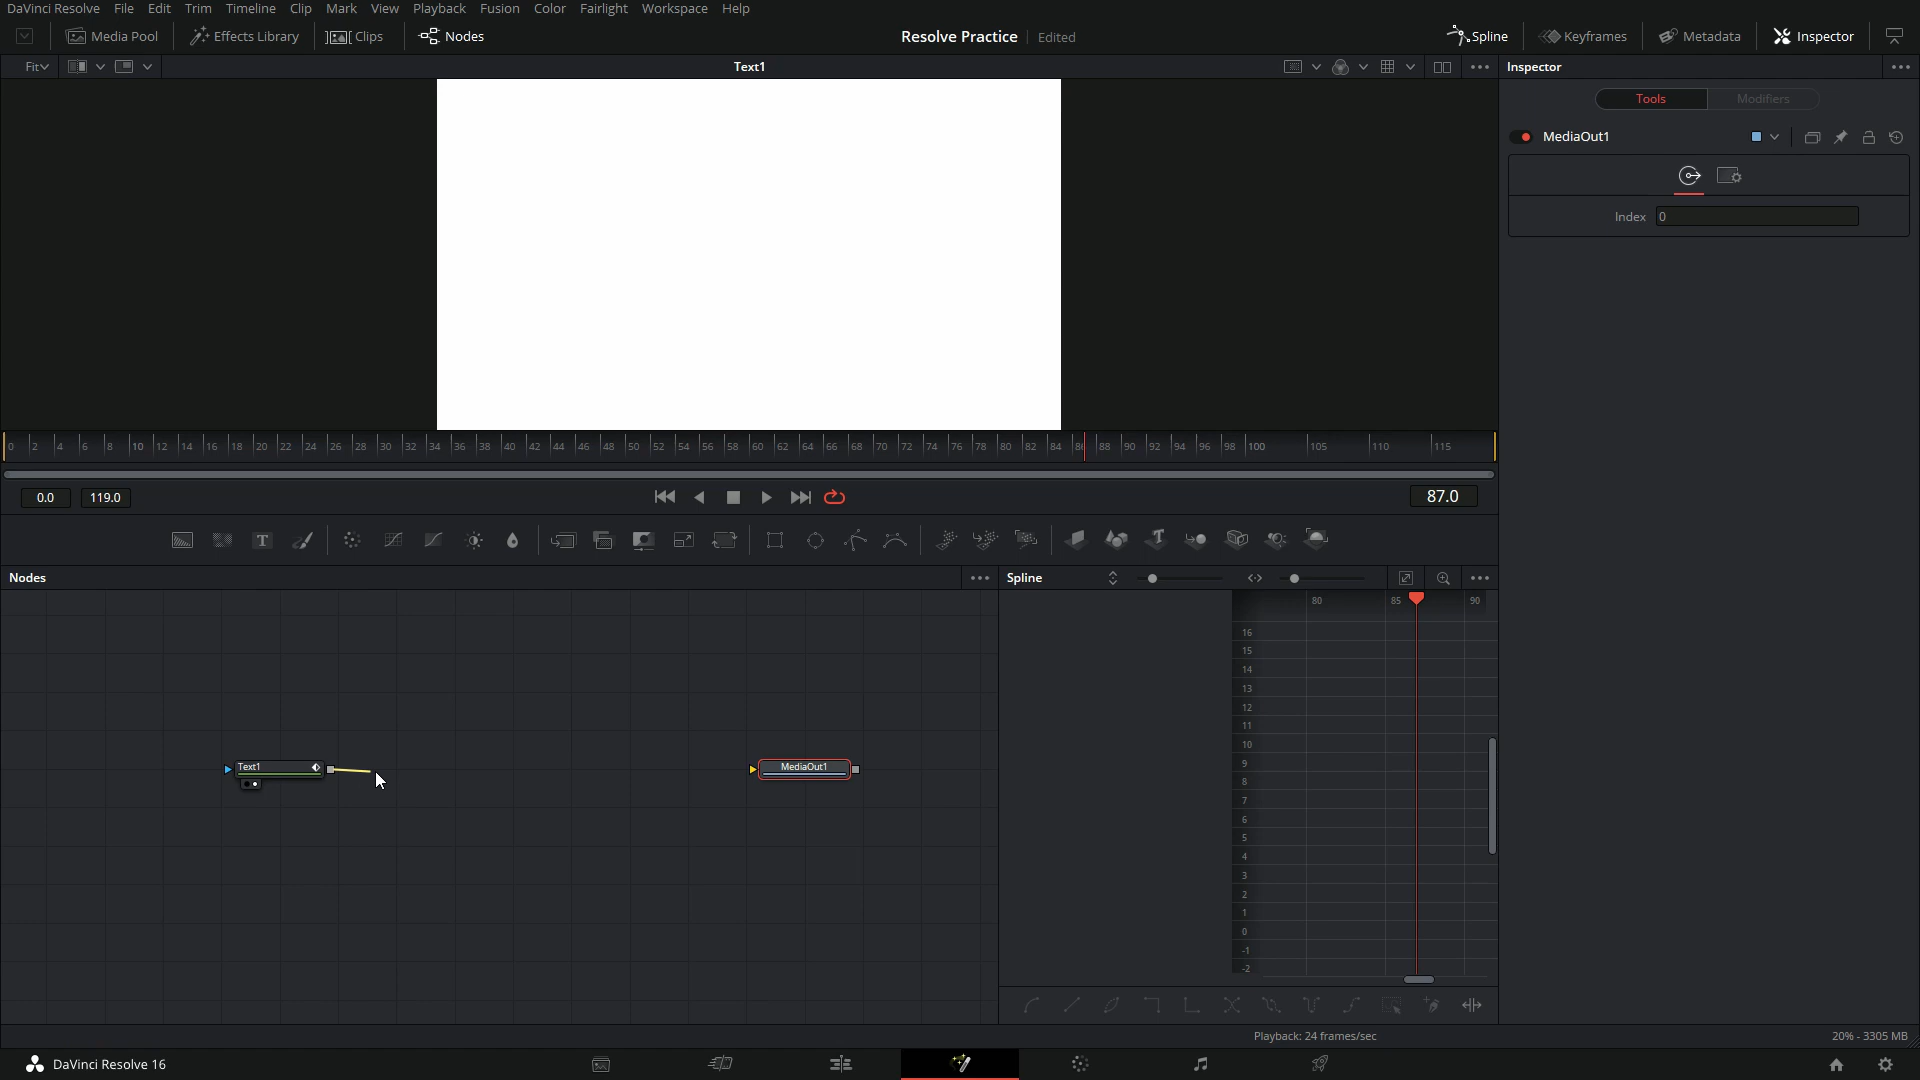 DaVinci Resolve File Edit Trim Timeline Clip Mark View Playback Fusion Color Fairlight Workspace Help
Media Pool Effects Library Clips Nodes Resolve Practice Edited Spline Keyframes Metadata Inspector
Fit Text1 Inspector
Tools Modifiers
MediaOut1
Index 0
0 2 4 6 8 10 12 14 16 18 20 22 24 26 28 30 32 34 36 38 40 42 44 46 48 50 52 54 56 58 60 62 64 66 68 70 72 74 76 78 80 82 84 88 90 92 94 96 98 100 105 110 115
0.0 119.0 87.0
Nodes Spline
80 85 90
16
15
14
13
12
11
10
9
8
7
6
5
4
3
2
1
0
-1
-2
Text1 MediaOut1
Playback: 24 frames/sec 20% - 3305 MB
DaVinci Resolve 16